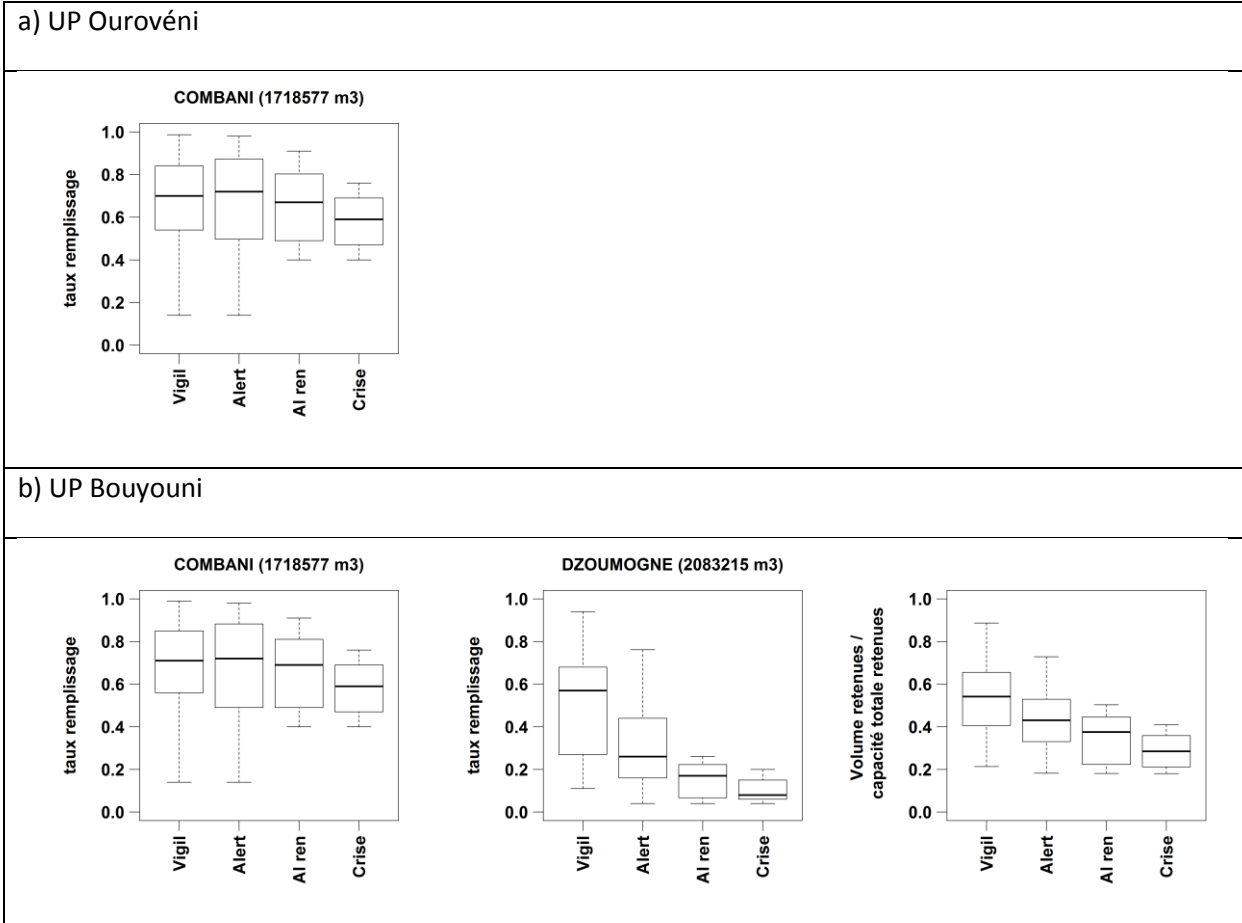 a) UP Ourovéni
COMBANI (1718577 m3)
taux remplissage
1.0
0.8
0.6
0.4
0.2
0.0
Vigil
Alert
Al ren
Crise
b) UP Bouyouni
COMBANI (1718577 m3)
taux remplissage
1.0
0.8
0.6
0.4
0.2
0.0
Vigil
Alert
Al ren
Crise
DZOUMOGNE (2083215 m3)
taux remplissage
1.0
0.8
0.6
0.4
0.2
0.0
Vigil
Alert
Al ren
Crise
Volume retenues /
capacité totale retenues
1.0
0.8
0.6
0.4
0.2
0.0
Vigil
Alert
Al ren
Crise